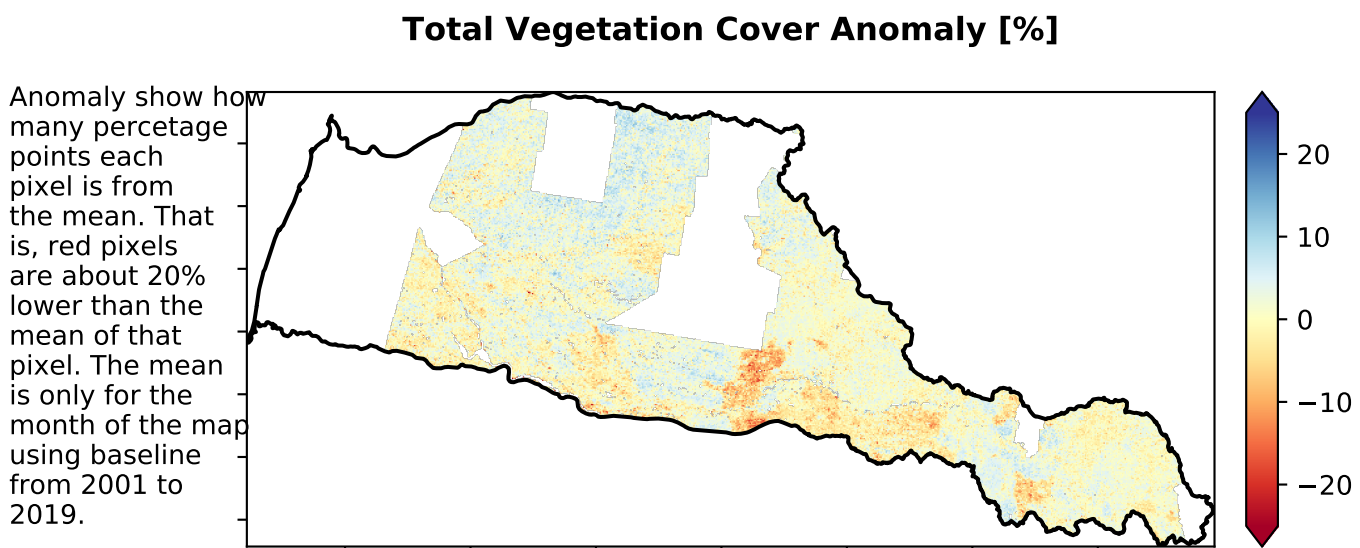 Total Vegetation Cover Anomaly [%]
Anomaly show how
many percetage
points each
pixel is from
the mean. That
is, red pixels
are about 20%
lower than the
mean of that
pixel. The mean
is only for the
month of the map
using baseline
from 2001 to
2019.
20
10
0
−10
−20